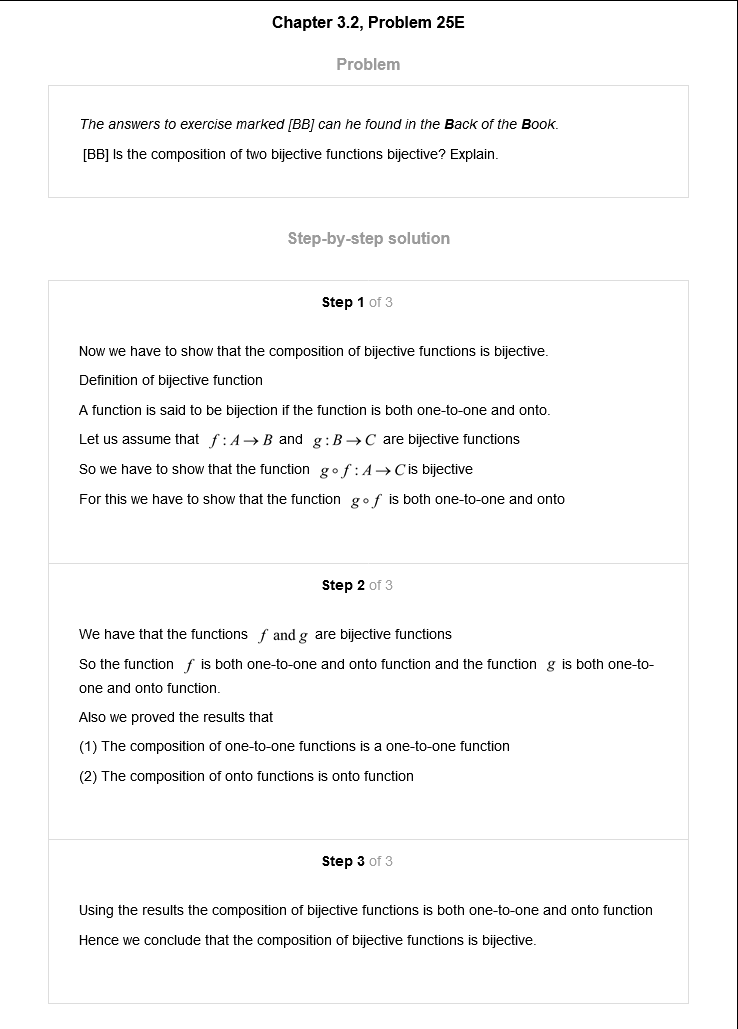 Chapter 3.2, Problem 25E
Problem
The answers to exercise marked [BB] can he found in the Back of the Book.
[BB] Is the composition of two bijective functions bijective? Explain.
Step-by-step solution
Step 1 of 3
Now we have to show that the composition of bijective functions is bijective.
Definition of bijective function
A function is said to be bijection if the function is both one-to-one and onto.
Let us assume that f : A → B and g : B → C are bijective functions
So we have to show that the function g ∘ f : A → C is bijective
For this we have to show that the function g ∘ f is both one-to-one and onto
Step 2 of 3
We have that the functions f and g are bijective functions
So the function f is both one-to-one and onto function and the function g is both one-to-
one and onto function.
Also we proved the results that
(1) The composition of one-to-one functions is a one-to-one function
(2) The composition of onto functions is onto function
Step 3 of 3
Using the results the composition of bijective functions is both one-to-one and onto function
Hence we conclude that the composition of bijective functions is bijective.